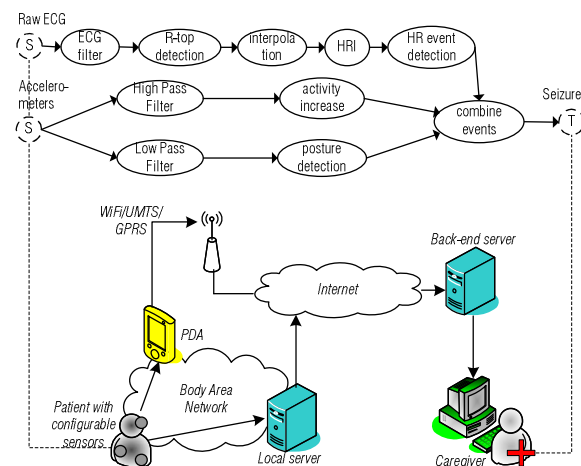 Raw ECG
S
ECG
filter
R-top
detection
interpola
tion
HRI
HR event
detection
Accelero-
meters
S
High Pass
Filter
activity
increase
Low Pass
Filter
posture
detection
combine
events
Seizure
T
WiFi/UMTS/
GPRS
Internet
Back-end server
PDA
Body Area
Network
Patient with
configurable
sensors
Local server
Caregiver